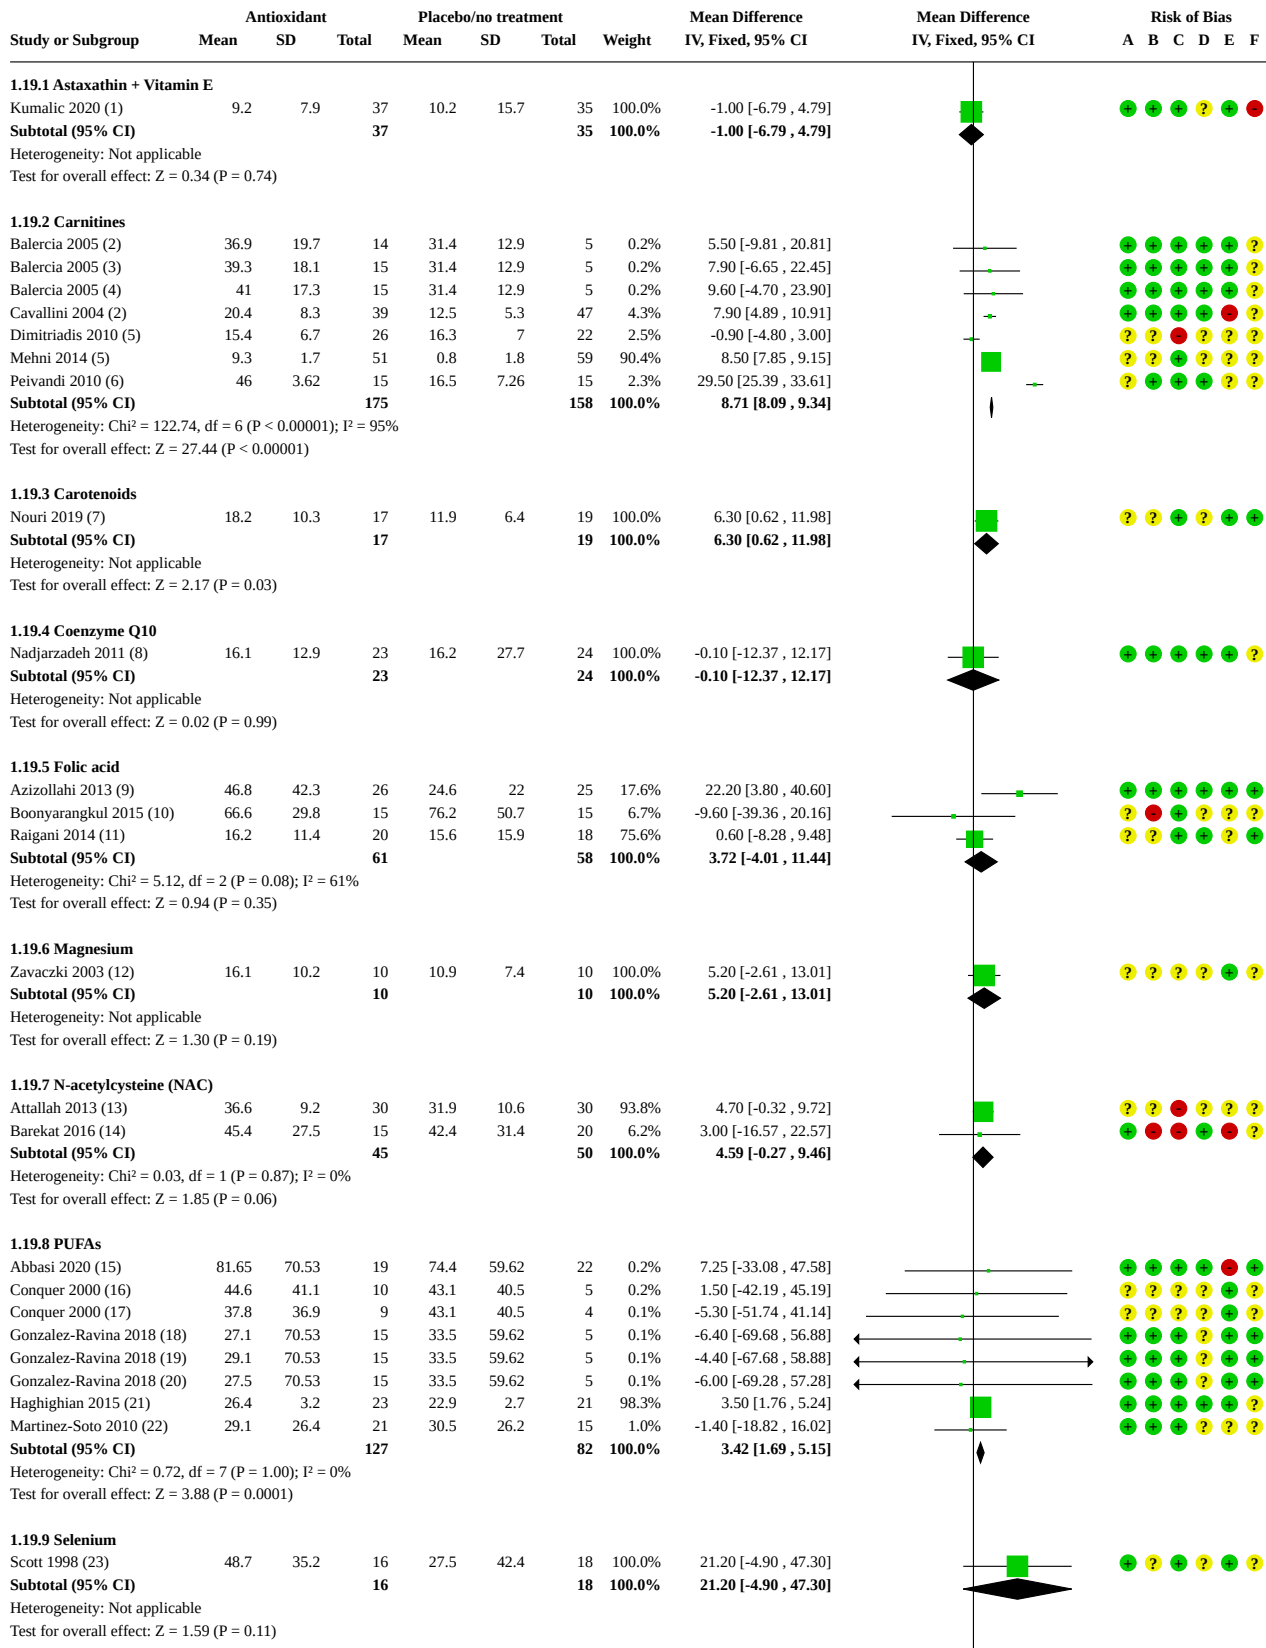 Antioxidant Placebo/no treatment Mean Difference Mean Difference Risk of Bias
Study or Subgroup Mean SD Total Mean SD Total Weight IV, Fixed, 95% CI IV, Fixed, 95% CI A B C D E F
1.19.1 Astaxathin + Vitamin E
Kumalic 2020 (1) 9.2 7.9 37 10.2 15.7 35 100.0% -1.00 [-6.79 , 4.79] + + + ? + -
Subtotal (95% CI) 37 35 100.0% -1.00 [-6.79 , 4.79]
Heterogeneity: Not applicable
Test for overall effect: Z = 0.34 (P = 0.74)
1.19.2 Carnitines
Balercia 2005 (2) 36.9 19.7 14 31.4 12.9 5 0.2% 5.50 [-9.81 , 20.81] + + + + + ?
Balercia 2005 (3) 39.3 18.1 15 31.4 12.9 5 0.2% 7.90 [-6.65 , 22.45] + + + + + ?
Balercia 2005 (4) 41 17.3 15 31.4 12.9 5 0.2% 9.60 [-4.70 , 23.90] + + + + + ?
Cavallini 2004 (2) 20.4 8.3 39 12.5 5.3 47 4.3% 7.90 [4.89 , 10.91] + + + + - ?
Dimitriadis 2010 (5) 15.4 6.7 26 16.3 7 22 2.5% -0.90 [-4.80 , 3.00] ? ? - ? ? ?
Mehni 2014 (5) 9.3 1.7 51 0.8 1.8 59 90.4% 8.50 [7.85 , 9.15] ? ? + ? ? ?
Peivandi 2010 (6) 46 3.62 15 16.5 7.26 15 2.3% 29.50 [25.39 , 33.61] ? + + + ? ?
Subtotal (95% CI) 175 158 100.0% 8.71 [8.09 , 9.34]
Heterogeneity: Chi² = 122.74, df = 6 (P < 0.00001); I² = 95%
Test for overall effect: Z = 27.44 (P < 0.00001)
1.19.3 Carotenoids
Nouri 2019 (7) 18.2 10.3 17 11.9 6.4 19 100.0% 6.30 [0.62 , 11.98] ? ? + ? + +
Subtotal (95% CI) 17 19 100.0% 6.30 [0.62 , 11.98]
Heterogeneity: Not applicable
Test for overall effect: Z = 2.17 (P = 0.03)
1.19.4 Coenzyme Q10
Nadjarzadeh 2011 (8) 16.1 12.9 23 16.2 27.7 24 100.0% -0.10 [-12.37 , 12.17] + + + + + ?
Subtotal (95% CI) 23 24 100.0% -0.10 [-12.37 , 12.17]
Heterogeneity: Not applicable
Test for overall effect: Z = 0.02 (P = 0.99)
1.19.5 Folic acid
Azizollahi 2013 (9) 46.8 42.3 26 24.6 22 25 17.6% 22.20 [3.80 , 40.60] + + + + + +
Boonyarangkul 2015 (10) 66.6 29.8 15 76.2 50.7 15 6.7% -9.60 [-39.36 , 20.16] ? - + ? ? ?
Raigani 2014 (11) 16.2 11.4 20 15.6 15.9 18 75.6% 0.60 [-8.28 , 9.48] ? ? + + ? +
Subtotal (95% CI) 61 58 100.0% 3.72 [-4.01 , 11.44]
Heterogeneity: Chi² = 5.12, df = 2 (P = 0.08); I² = 61%
Test for overall effect: Z = 0.94 (P = 0.35)
1.19.6 Magnesium
Zavaczki 2003 (12) 16.1 10.2 10 10.9 7.4 10 100.0% 5.20 [-2.61 , 13.01] ? ? ? ? + ?
Subtotal (95% CI) 10 10 100.0% 5.20 [-2.61 , 13.01]
Heterogeneity: Not applicable
Test for overall effect: Z = 1.30 (P = 0.19)
1.19.7 N-acetylcysteine (NAC)
Attallah 2013 (13) 36.6 9.2 30 31.9 10.6 30 93.8% 4.70 [-0.32 , 9.72] ? ? - ? ? ?
Barekat 2016 (14) 45.4 27.5 15 42.4 31.4 20 6.2% 3.00 [-16.57 , 22.57] + - - + - ?
Subtotal (95% CI) 45 50 100.0% 4.59 [-0.27 , 9.46]
Heterogeneity: Chi² = 0.03, df = 1 (P = 0.87); I² = 0%
Test for overall effect: Z = 1.85 (P = 0.06)
1.19.8 PUFAs
Abbasi 2020 (15) 81.65 70.53 19 74.4 59.62 22 0.2% 7.25 [-33.08 , 47.58] + + + + - +
Conquer 2000 (16) 44.6 41.1 10 43.1 40.5 5 0.2% 1.50 [-42.19 , 45.19] ? ? ? ? + ?
Conquer 2000 (17) 37.8 36.9 9 43.1 40.5 4 0.1% -5.30 [-51.74 , 41.14] ? ? ? ? + ?
Gonzalez-Ravina 2018 (18) 27.1 70.53 15 33.5 59.62 5 0.1% -6.40 [-69.68 , 56.88] + + + ? + +
Gonzalez-Ravina 2018 (19) 29.1 70.53 15 33.5 59.62 5 0.1% -4.40 [-67.68 , 58.88] + + + ? + +
Gonzalez-Ravina 2018 (20) 27.5 70.53 15 33.5 59.62 5 0.1% -6.00 [-69.28 , 57.28] + + + ? + +
Haghighian 2015 (21) 26.4 3.2 23 22.9 2.7 21 98.3% 3.50 [1.76 , 5.24] + + + + + ?
Martinez-Soto 2010 (22) 29.1 26.4 21 30.5 26.2 15 1.0% -1.40 [-18.82 , 16.02] + + + ? ? ?
Subtotal (95% CI) 127 82 100.0% 3.42 [1.69 , 5.15]
Heterogeneity: Chi² = 0.72, df = 7 (P = 1.00); I² = 0%
Test for overall effect: Z = 3.88 (P = 0.0001)
1.19.9 Selenium
Scott 1998 (23) 48.7 35.2 16 27.5 42.4 18 100.0% 21.20 [-4.90 , 47.30] + ? + ? + ?
Subtotal (95% CI) 16 18 100.0% 21.20 [-4.90 , 47.30]
Heterogeneity: Not applicable
Test for overall effect: Z = 1.59 (P = 0.11)